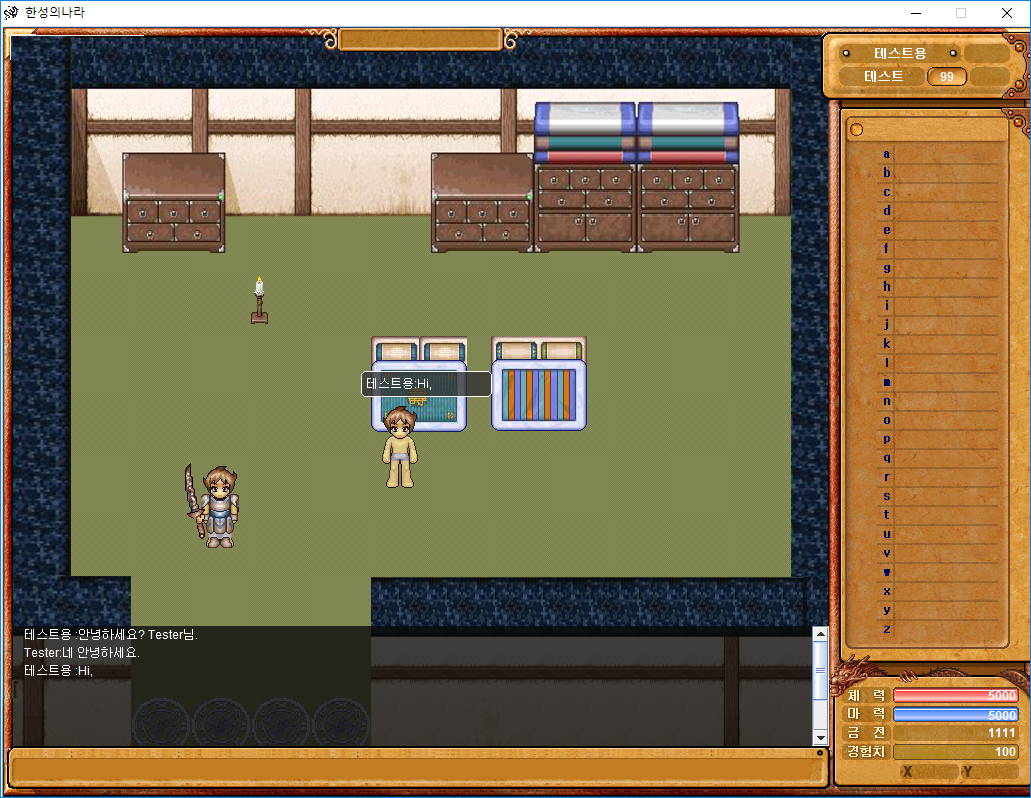 한성의나라
테스트용
테스트 99
a
b
c
d
e
f
g
h
i
j
k
l
m
n
o
p
q
r
s
t
u
v
w
x
y
z
테스트용:Hi,
테스트용 :안녕하세요? Tester님.
Tester:네 안녕하세요.
테스트용 :Hi,
체 력 5000
마 력 5000
금 전 1111
경험치 100
X Y